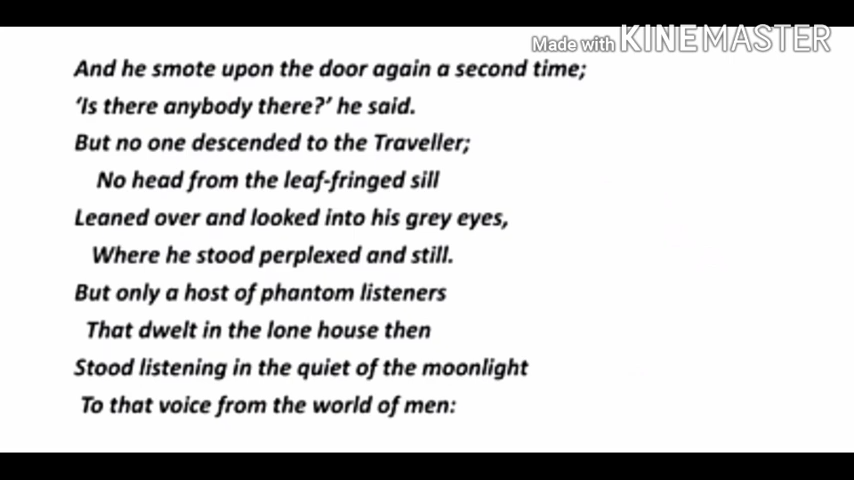 Made with KINEMASTER
And he smote upon the door again a second time;
‘Is there anybody there?’ he said.
But no one descended to the Traveller;
No head from the leaf-fringed sill
Leaned over and looked into his grey eyes,
Where he stood perplexed and still.
But only a host of phantom listeners
That dwelt in the lone house then
Stood listening in the quiet of the moonlight
To that voice from the world of men: